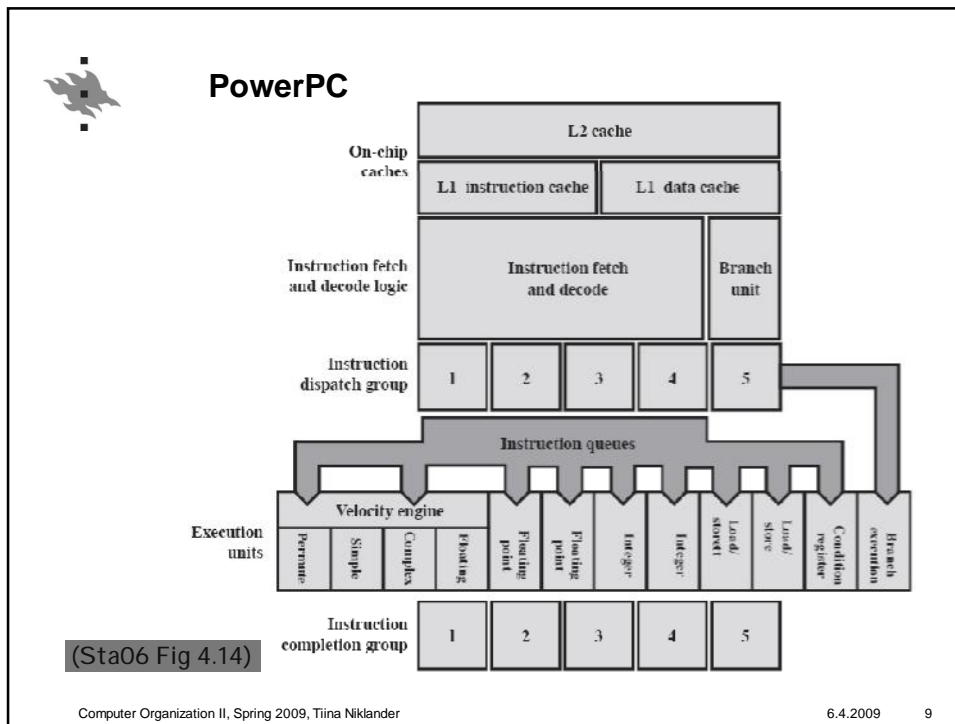 PowerPC
On-chip
caches
L2 cache
L1 instruction cache
L1 data cache
Instruction fetch
and decode logic
Instruction fetch
and decode
Branch
unit
Instruction
dispatch group
1 2 3 4 5
Instruction queues
Execution
units
Velocity engine
Permute
Simple
Complex
Floating
Floating
point
Floating
point
Integer
Integer
Load/
storett
Load/
store
Condition
register
Branch
execution
Instruction
completion group
1 2 3 4 5
(Sta06 Fig 4.14)
Computer Organization II, Spring 2009, Tiina Niklander 6.4.2009 9